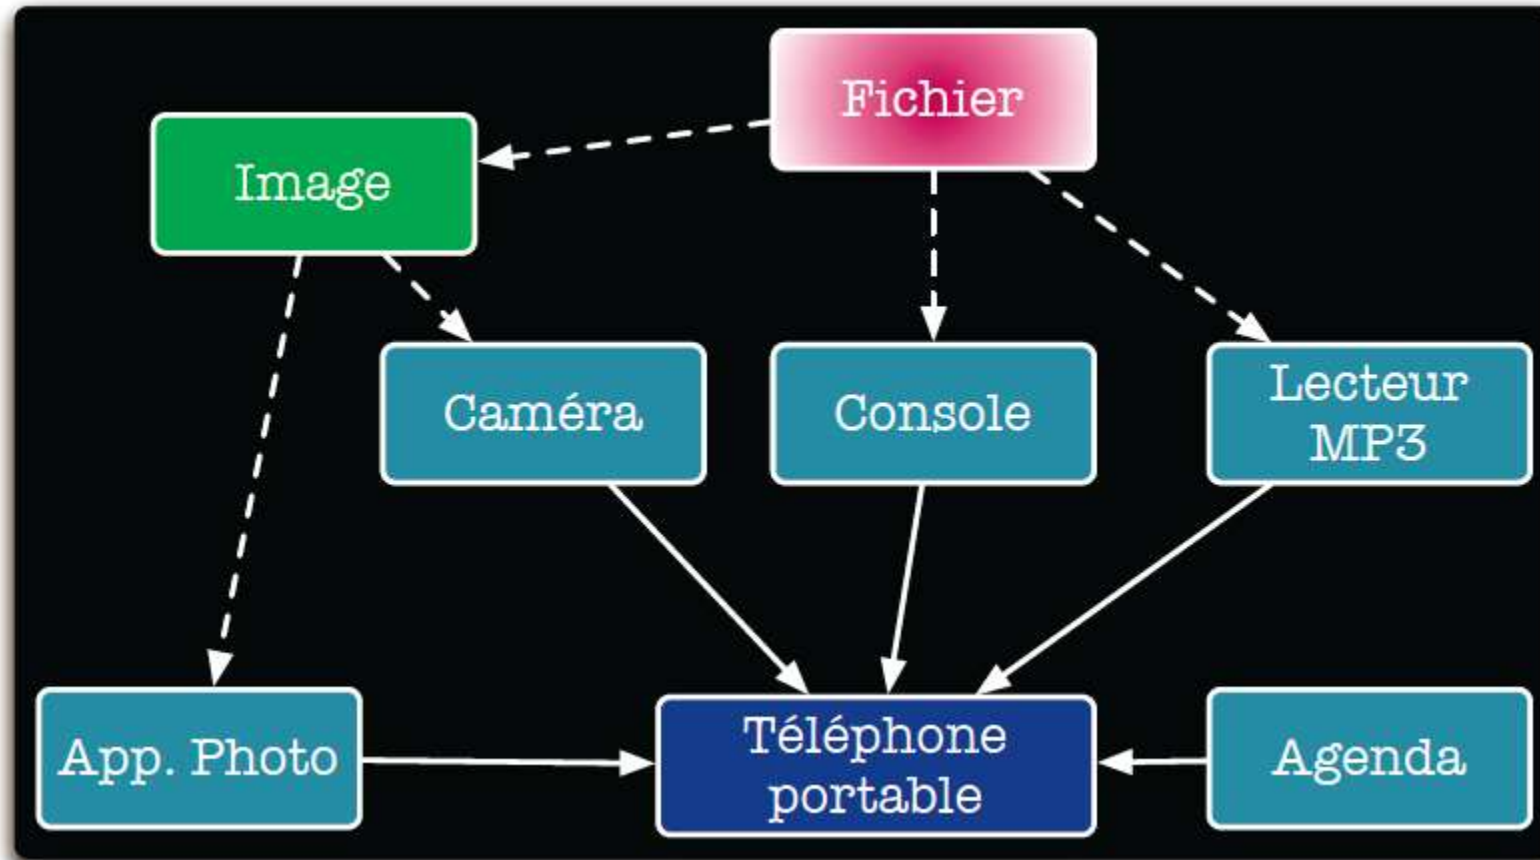 Fichier
Image
Caméra
Console
Lecteur
MP3
App. Photo
Téléphone
portable
Agenda